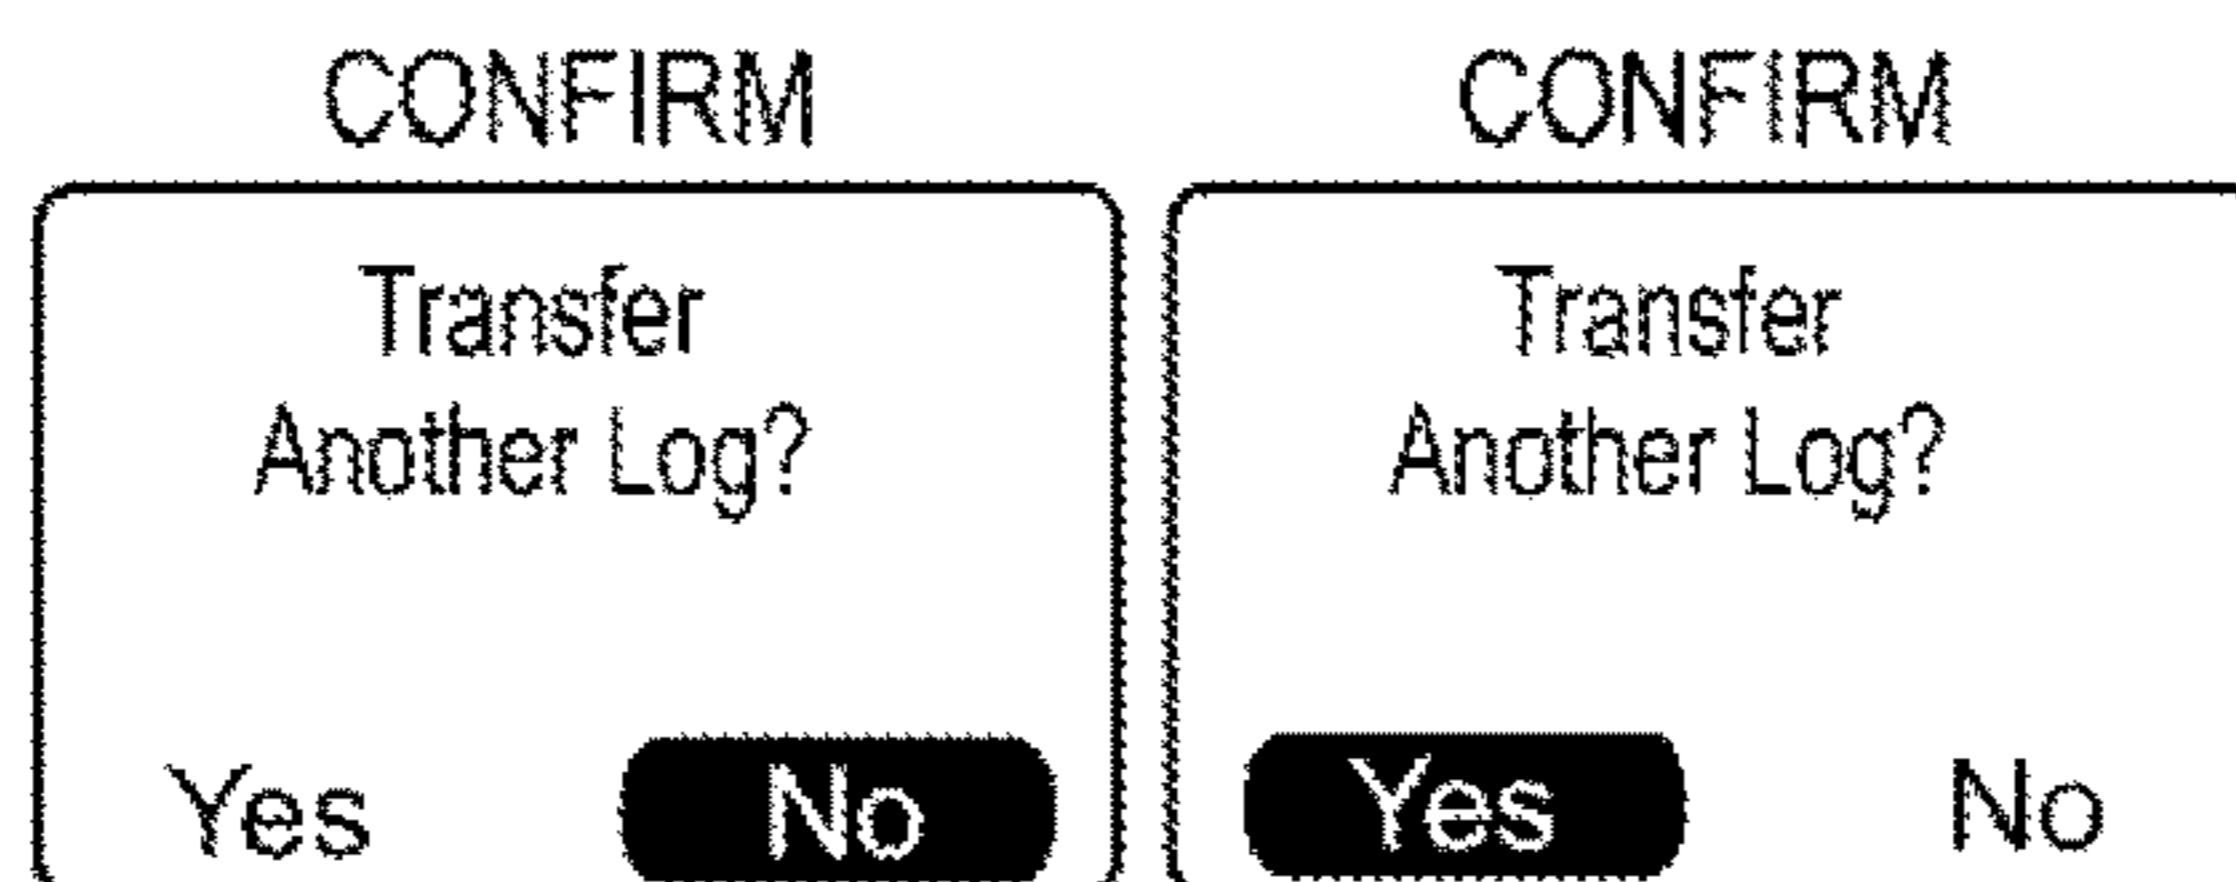 CONFIRM
Transfer
Another Log?
Yes No
CONFIRM
Transfer
Another Log?
Yes No